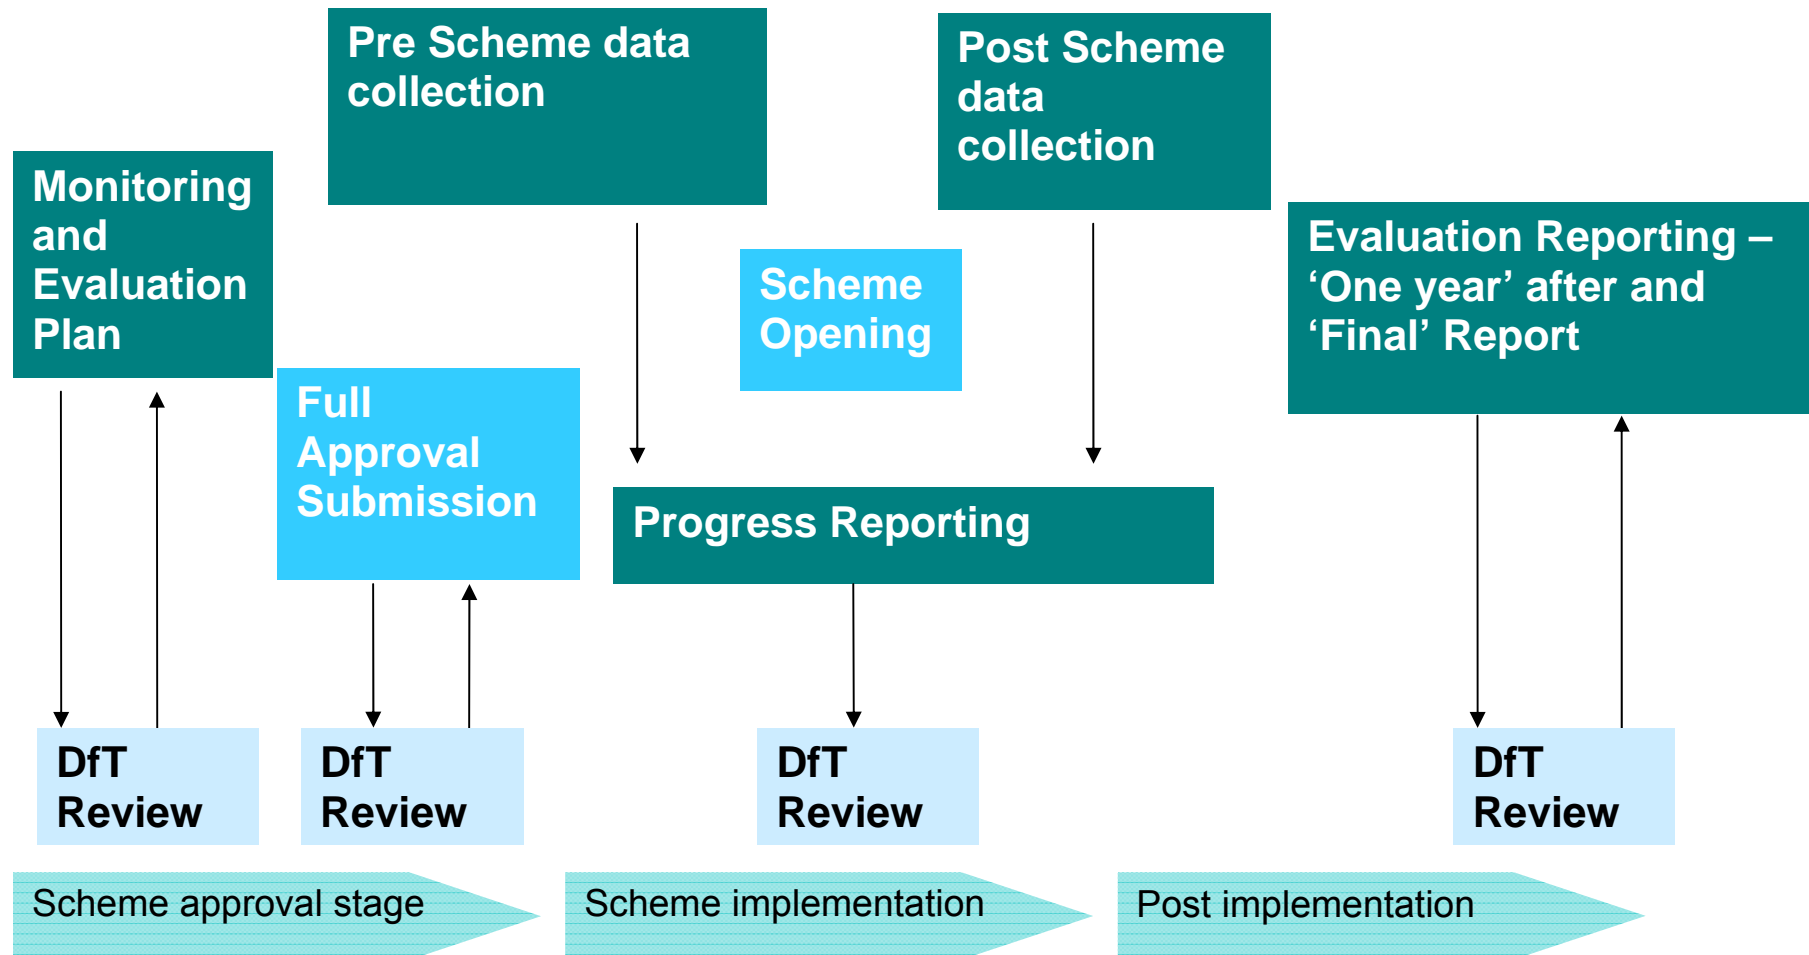 Pre Scheme data
collection
Post Scheme
data
collection
Monitoring
and
Evaluation
Plan
Evaluation Reporting –
‘One year’ after and
‘Final’ Report
Scheme
Opening
Full
Approval
Submission
Progress Reporting
DfT
Review
DfT
Review
DfT
Review
DfT
Review
Scheme approval stage
Scheme implementation
Post implementation